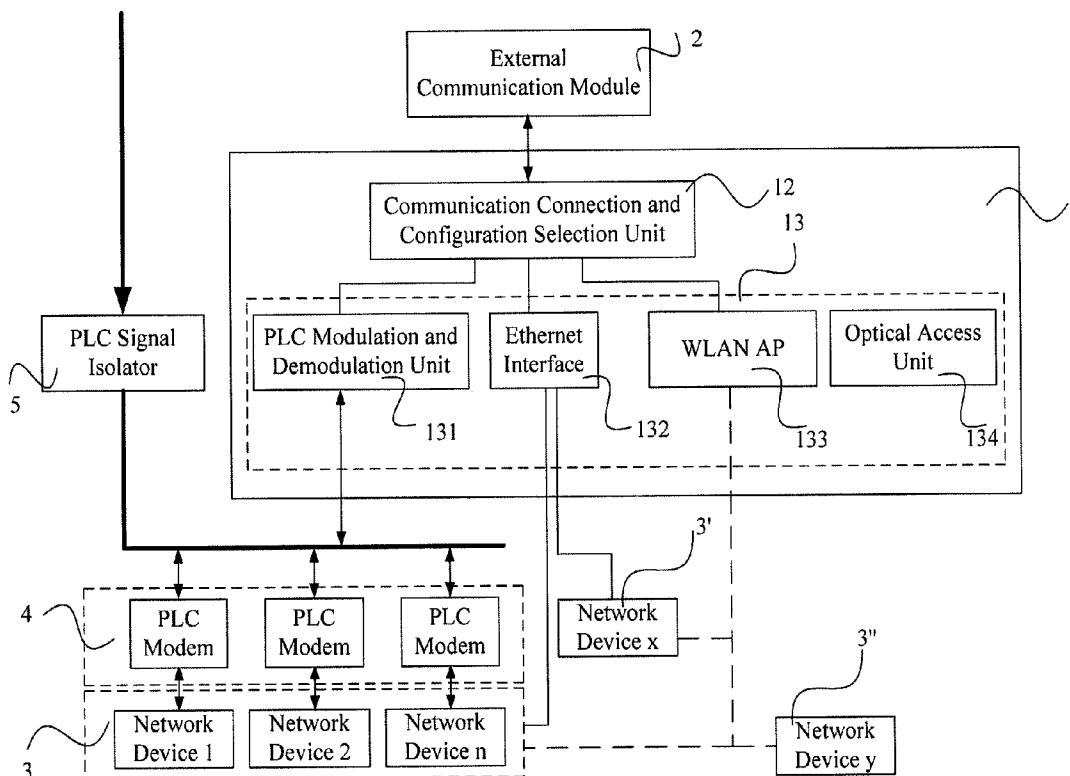 External
Communication Module
2
Communication Connection and
Configuration Selection Unit
12
13
PLC Signal
Isolator
5
PLC Modulation and
Demodulation Unit
131
Ethernet
Interface
132
WLAN AP
133
Optical Access
Unit
134
3'
4
PLC
Modem
PLC
Modem
PLC
Modem
Network
Device x
3"
3
Network
Device 1
Network
Device 2
Network
Device n
Network
Device y